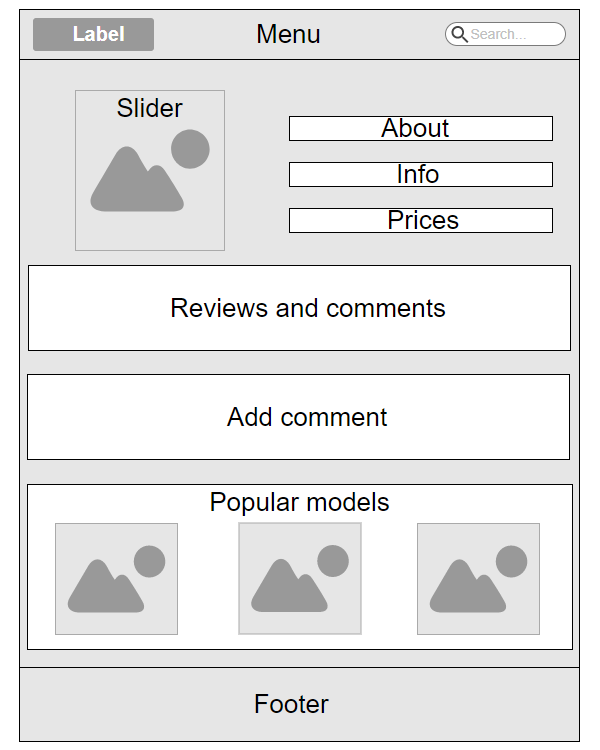 Label
Menu
Search...
Slider
About
Info
Prices
Reviews and comments
Add comment
Popular models
Footer